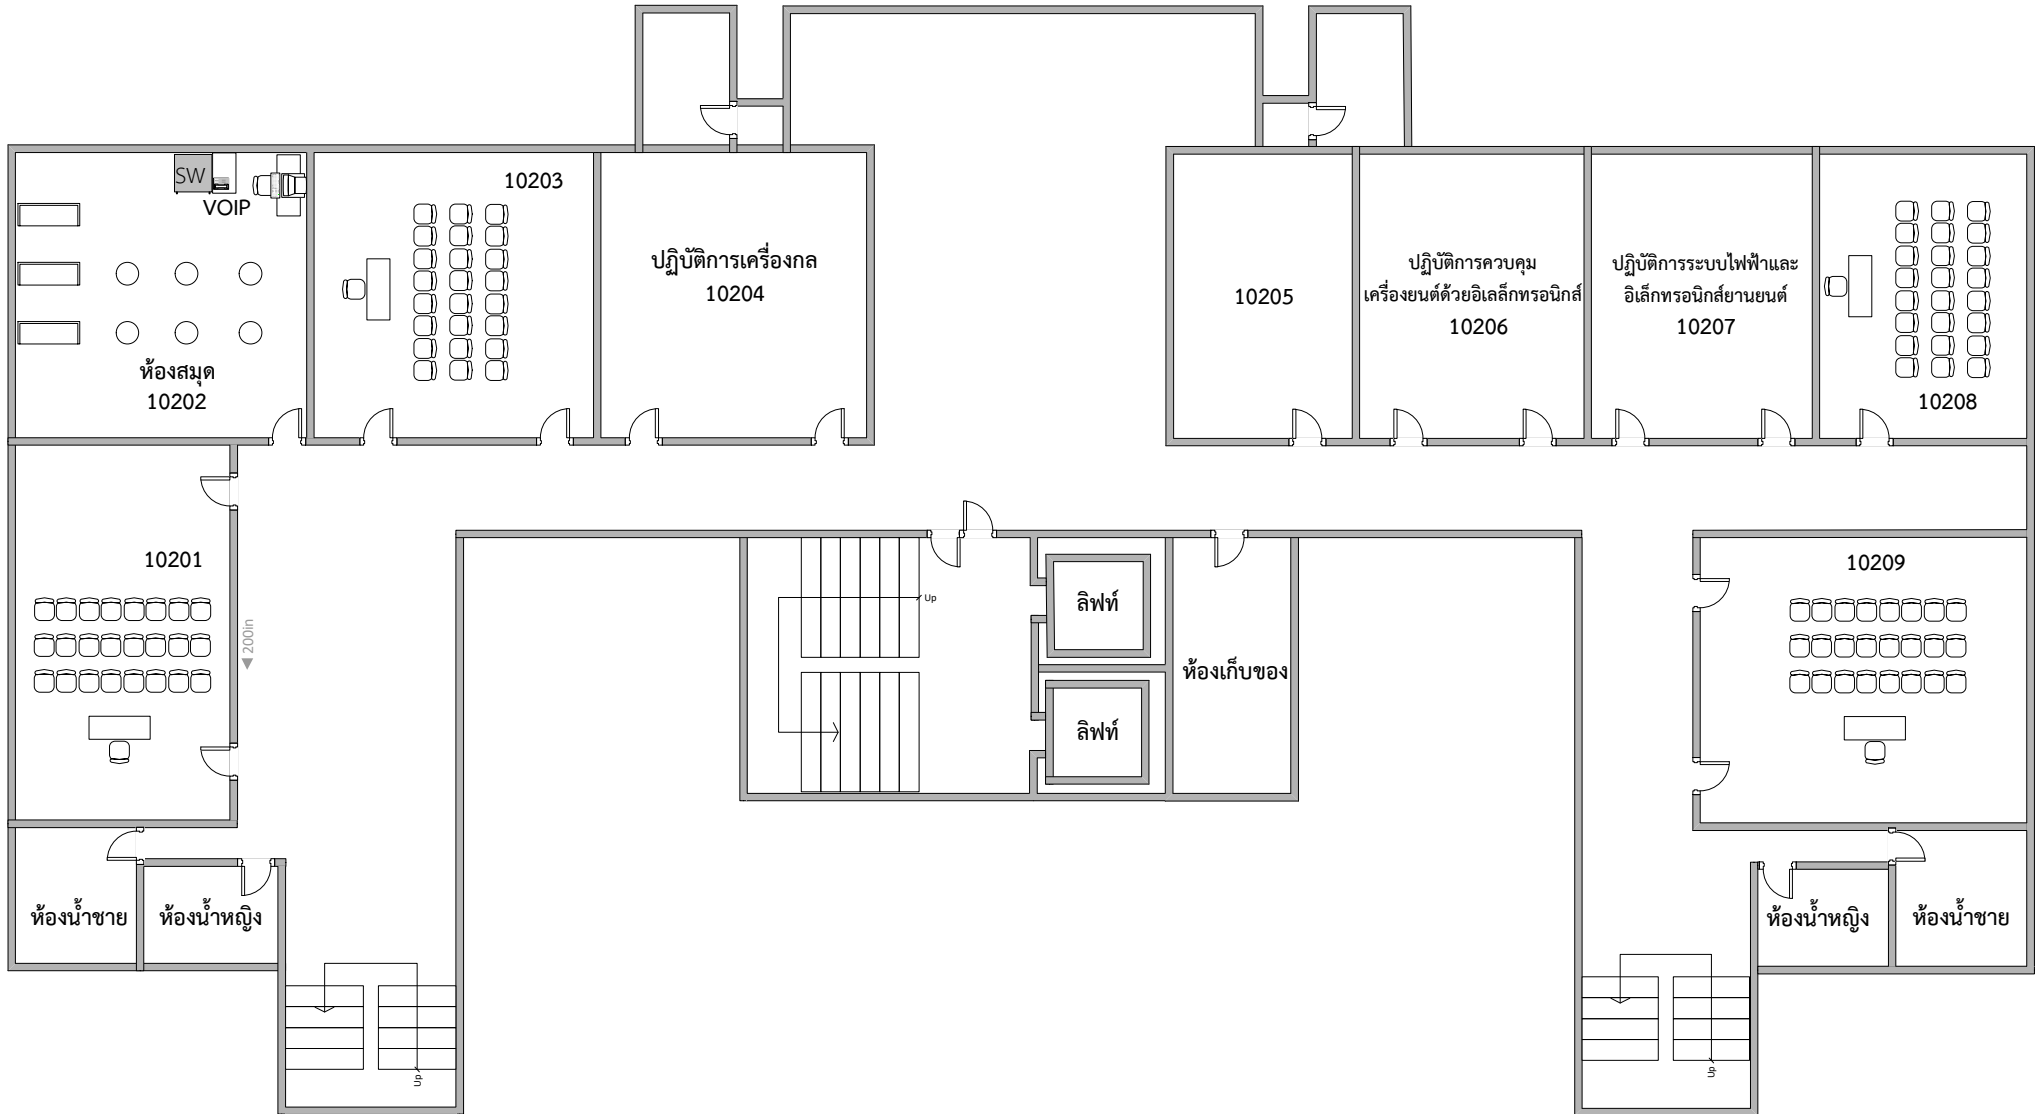 SW
VOIP
ห้องสมุด
10202
10203
ปฏิบัติการเครื่องกล
10204
10205
ปฏิบัติการควบคุม
เครื่องยนต์ด้วยอิเลล็กทรอนิกส์
10206
ปฏิบัติการระบบไฟฟ้าและ
อิเล็กทรอนิกส์ยานยนต์
10207
10208
10201
200in
Up
ลิฟท์
ลิฟท์
ห้องเก็บของ
10209
ห้องน้ำชาย
ห้องน้ำหญิง
ห้องน้ำหญิง
ห้องน้ำชาย
Up
Up